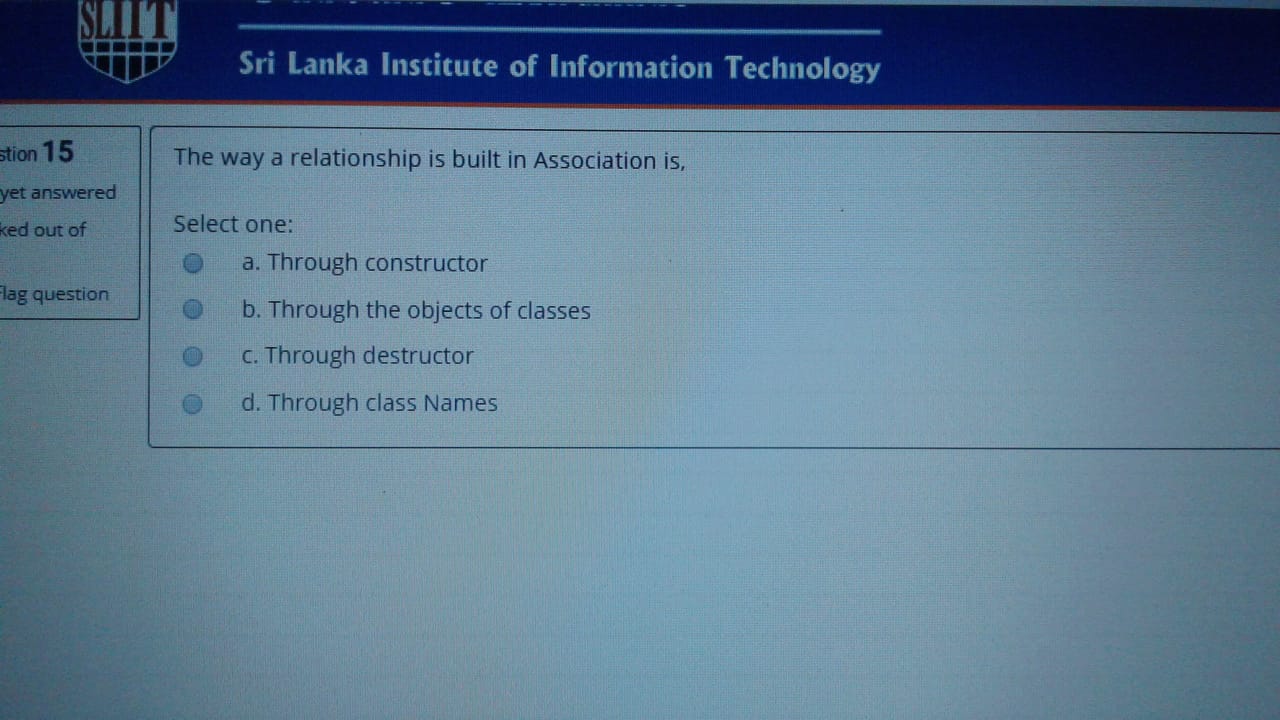 SLIIT
Sri Lanka Institute of Information Technology
stion 15
yet answered
ked out of
Flag question
The way a relationship is built in Association is,
Select one:
a. Through constructor
b. Through the objects of classes
c. Through destructor
d. Through class Names